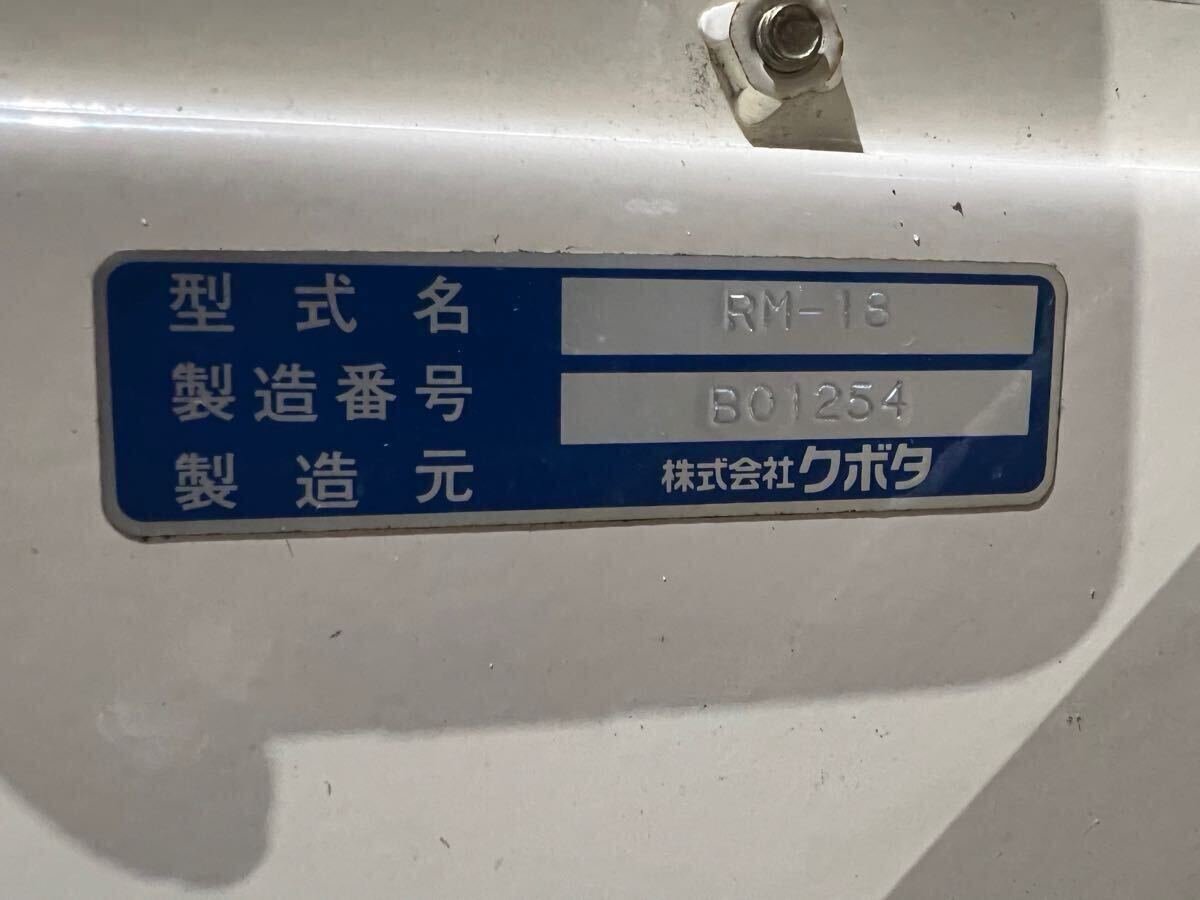 型式名 RM-18
製造番号 B01254
製造元 株式会社クボタ